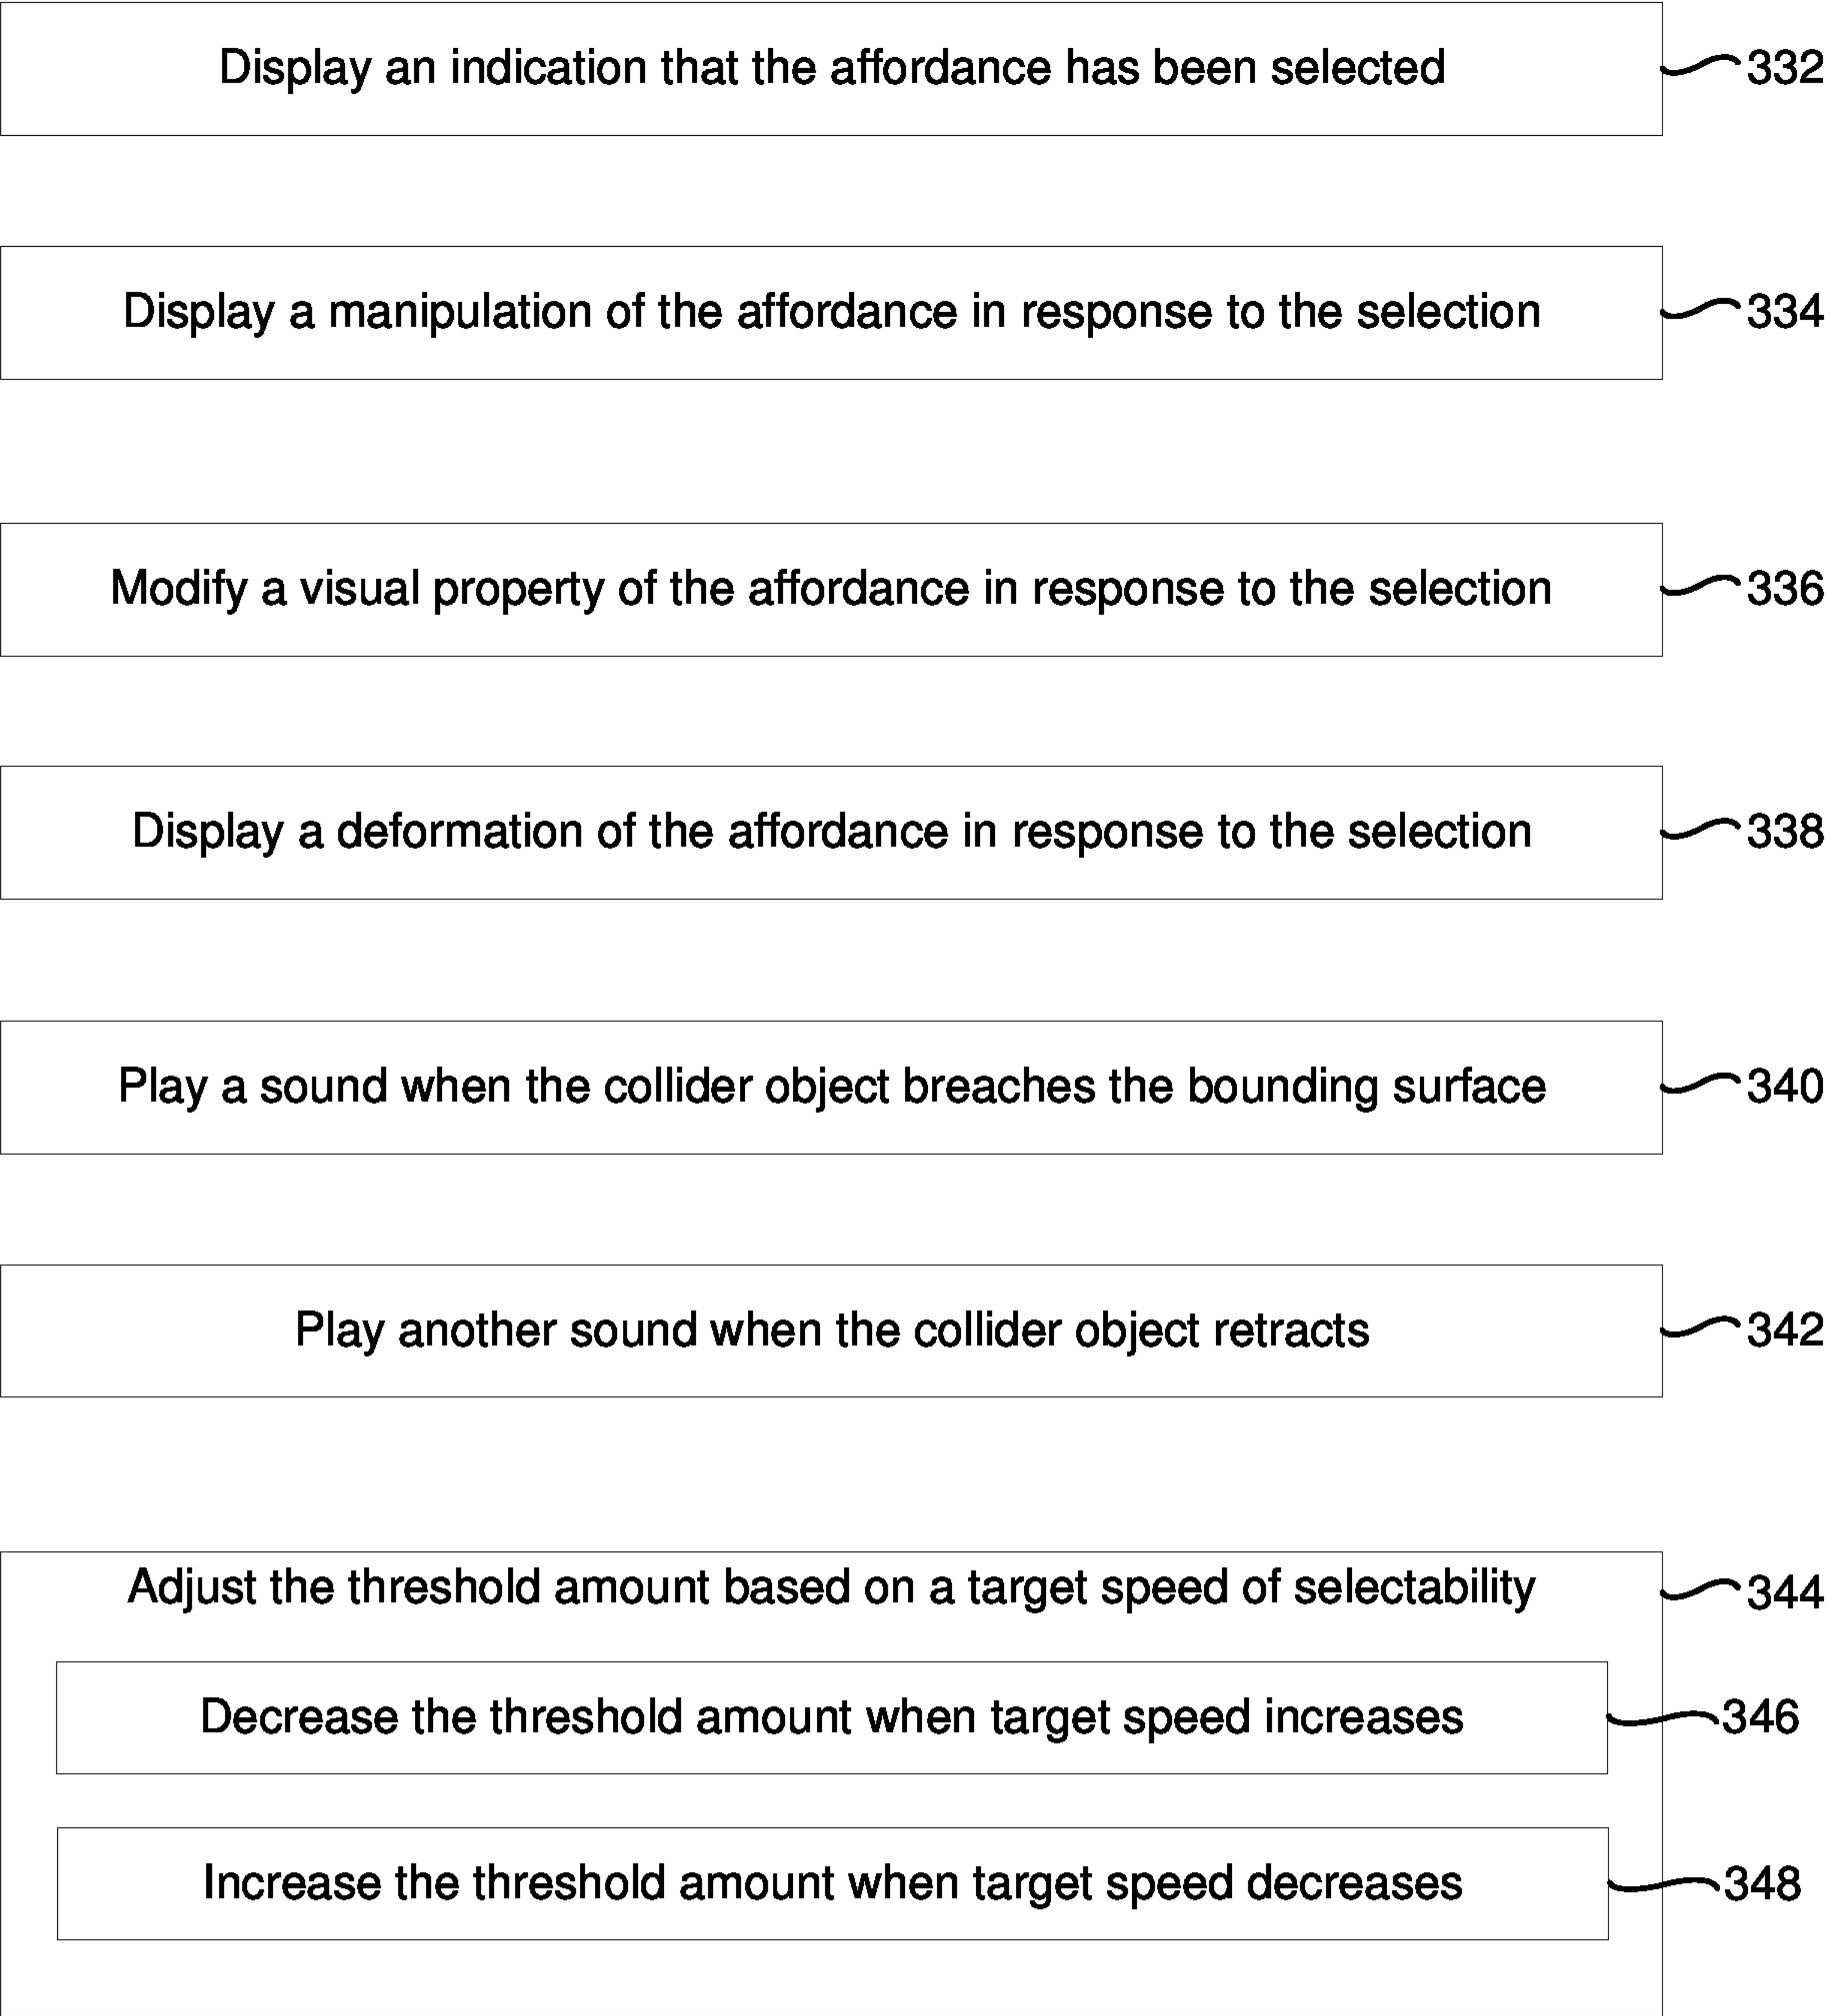 Display an indication that the affordance has been selected 332
Display a manipulation of the affordance in response to the selection 334
Modify a visual property of the affordance in response to the selection 336
Display a deformation of the affordance in response to the selection 338
Play a sound when the collider object breaches the bounding surface 340
Play another sound when the collider object retracts 342
Adjust the threshold amount based on a target speed of selectability 344
Decrease the threshold amount when target speed increases 346
Increase the threshold amount when target speed decreases 348